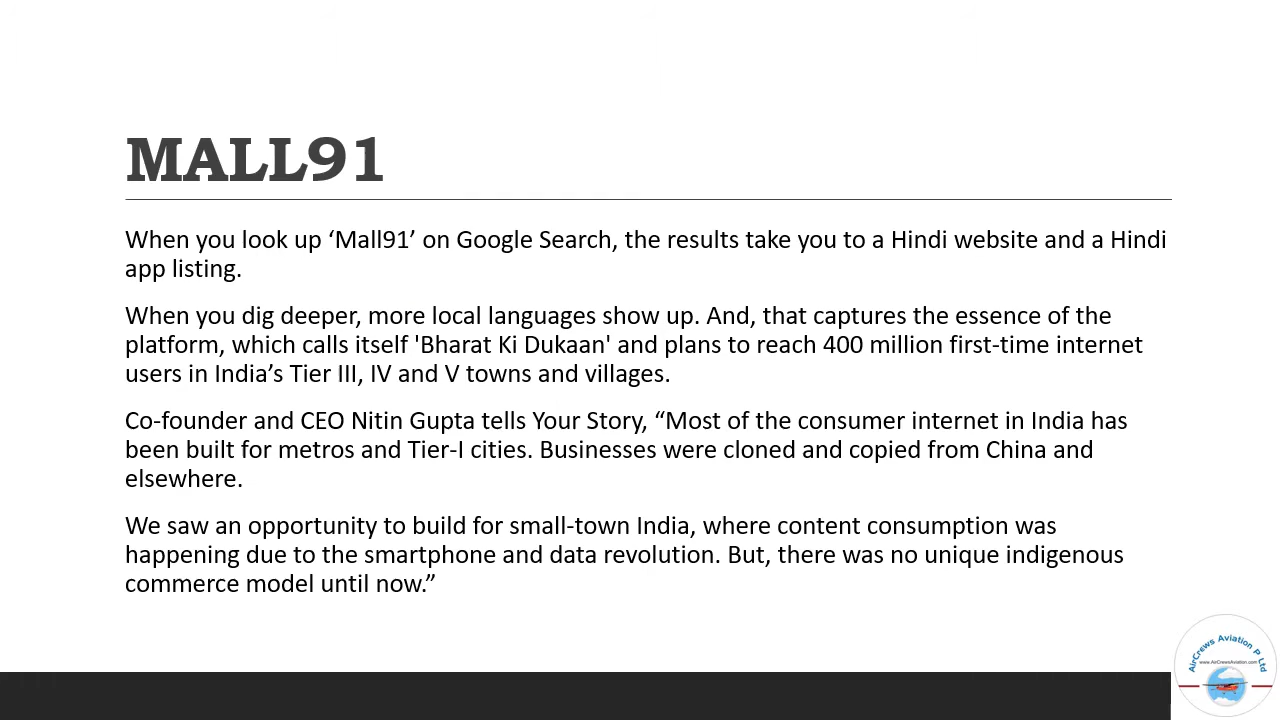 MALL91
When you look up ‘Mall91’ on Google Search, the results take you to a Hindi website and a Hindi
app listing.
When you dig deeper, more local languages show up. And, that captures the essence of the
platform, which calls itself 'Bharat Ki Dukaan' and plans to reach 400 million first-time internet
users in India’s Tier III, IV and V towns and villages.
Co-founder and CEO Nitin Gupta tells Your Story, “Most of the consumer internet in India has
been built for metros and Tier-I cities. Businesses were cloned and copied from China and
elsewhere.
We saw an opportunity to build for small-town India, where content consumption was
happening due to the smartphone and data revolution. But, there was no unique indigenous
commerce model until now.”
AirCrews Aviation P Ltd
www.AirCrewsAviation.com